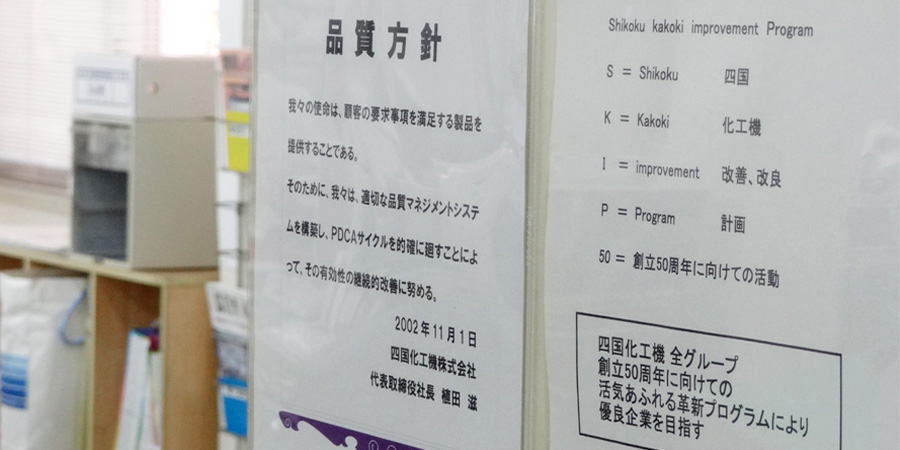 品質方針
我々の使命は、顧客の要求事項を満足する製品を
提供することである。
そのために、我々は、適切な品質マネジメントシステ
ムを構築し、PDCAサイクルを的確に廻すことによ
って、その有効性の継続的改善に努める。
2002年11月1日
四国化工機株式会社
代表取締役社長 植田 滋
Shikoku kakoki improvement Program
S = Shikoku 四国
K = Kakoki 化工機
I = improvement 改善、改良
P = Program 計画
50 = 創立50周年に向けての活動
四国化工機 全グループ
創立50周年に向けての
活気あふれる革新プログラムにより
優良企業を目指す